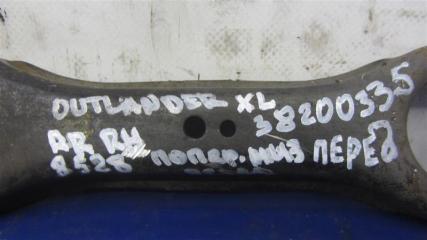 OUTLANDER XL 38200335
AR RH
8528 ПОПЕР. НИЗ ПЕРЕД